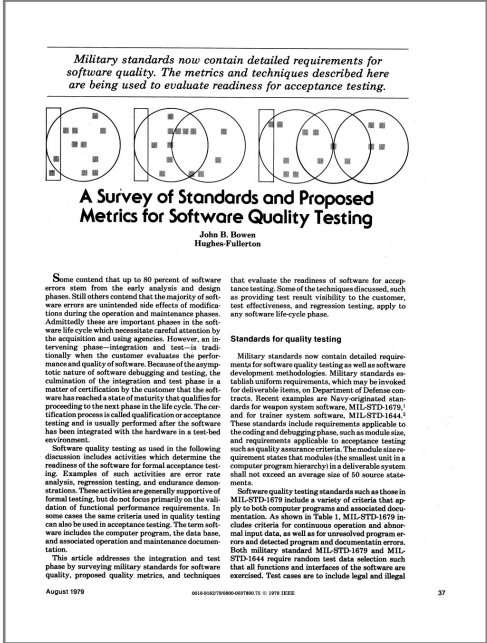 Military standards now contain detailed requirements for
software quality. The metrics and techniques described here
are being used to evaluate readiness for acceptance testing.
A Survey of Standards and Proposed
Metrics for Software Quality Testing
John B. Bowen
Hughes-Fullerton
Some contend that up to 80 percent of software
errors stem from the early analysis and design
phases. Still others contend that the majority of soft-
ware errors are unintended side effects of modifica-
tions during the operation and maintenance phases.
Admittedly these are important phases in the soft-
ware life cycle which necessitate careful attention by
the acquisition and using agencies. However, an in-
tervening phase—integration and test—is tradi-
tionally when the customer evaluates the perfor-
mance and quality of software. Because of the asymp-
totic nature of software debugging and testing, the
culmination of the integration and test phase is a
matter of certification by the customer that the soft-
ware has reached a state of maturity that qualifies for
proceeding to the next phase in the life cycle. The cer-
tification process is called qualification or acceptance
testing and is usually performed after the software
has been integrated with the hardware in a test-bed
environment.
Software quality testing as used in the following
discussion includes activities which determine the
readiness of the software for formal acceptance test-
ing. Examples of such activities are error rate
analysis, regression testing, and endurance demon-
strations. These activities are generally supportive of
formal testing, but do not focus primarily on the vali-
dation of functional performance requirements. In
some cases the same criteria used in quality testing
can also be used in acceptance testing. The term soft-
ware includes the computer program, the data base,
and associated operation and maintenance documen-
tation.
This article addresses the integration and test
phase by surveying military standards for software
quality, proposed quality metrics, and techniques
that evaluate the readiness of software for accep-
tance testing. Some of the techniques discussed, such
as providing test result visibility to the customer,
test effectiveness, and regression testing, apply to
any software life-cycle phase.
Standards for quality testing
Military standards now contain detailed require-
ments for software quality testing as well as software
development methodologies. Military standards es-
tablish uniform requirements, which may be invoked
for deliverable items, on Department of Defense con-
tracts. Recent examples are Navy-originated stan-
dards for weapon system software, MIL-STD-1679,¹
and for trainer system software, MIL-STD-1644.²
These standards include requirements applicable to
the coding and debugging phase, such as module size,
and requirements applicable to acceptance testing
such as quality assurance criteria. The module size re-
quirement states that modules (the smallest unit in a
computer program hierarchy) in a deliverable system
shall not exceed an average size of 50 source state-
ments.
Software quality testing standards such as those in
MIL-STD-1679 include a variety of criteria that ap-
ply to both computer programs and associated docu-
mentation. As shown in Table 1, MIL-STD-1679 in-
cludes criteria for continuous operation and abnor-
mal input data, as well as for unresolved program er-
rors and detected program and documentatin errors.
Both military standard MIL-STD-1679 and MIL-
STD-1644 require random test data selection such
that all functions and interfaces of the software are
exercised. Test cases are to include legal and illegal
August 1979
0018-9162/79/0800-0037$00.75 © 1979 IEEE
37